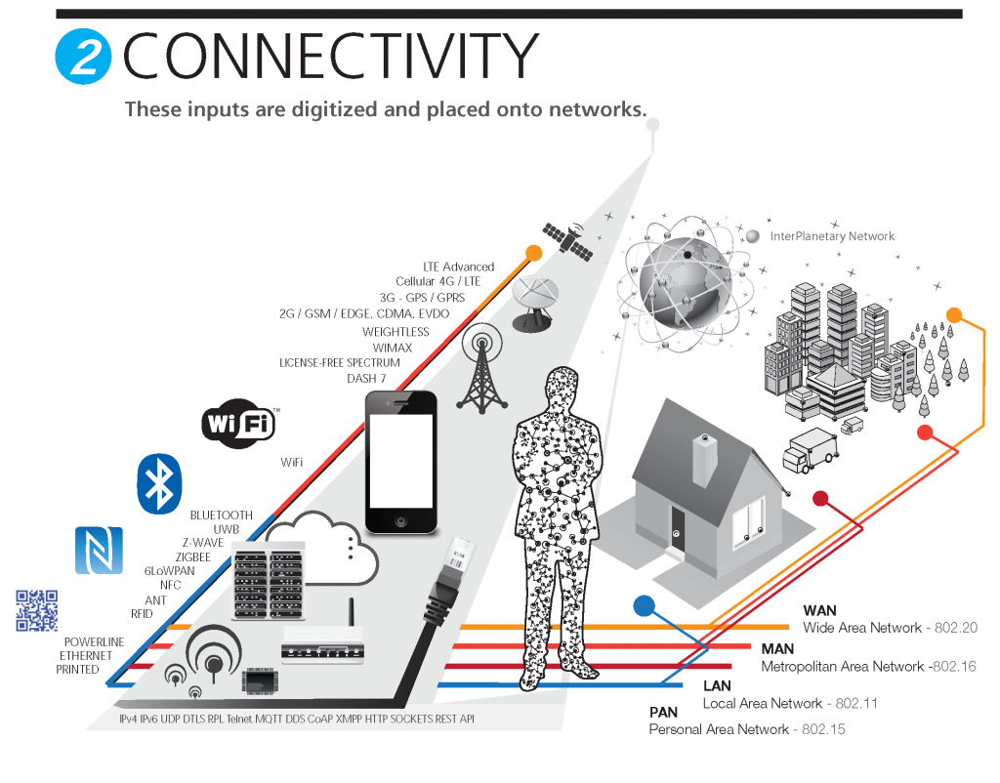 2 CONNECTIVITY
These inputs are digitized and placed onto networks.
InterPlanetary Network
LTE Advanced
Cellular 4G / LTE
3G - GPS / GPRS
2G / GSM / EDGE, CDMA, EVDO
WEIGHTLESS
WIMAX
LICENSE-FREE SPECTRUM
DASH 7
Wi Fi TM
WiFi
BLUETOOTH
UWB
Z-WAVE
ZIGBEE
6LoWPAN
NFC
ANT
RFID
POWERLINE
ETHERNET
PRINTED
WAN
Wide Area Network - 802.20
MAN
Metropolitan Area Network -802.16
LAN
Local Area Network - 802.11
PAN
Personal Area Network - 802.15
IPv4 IPv6 UDP DTLS RPL Telnet MQTT DDS CoAP XMPP HTTP SOCKETS REST API